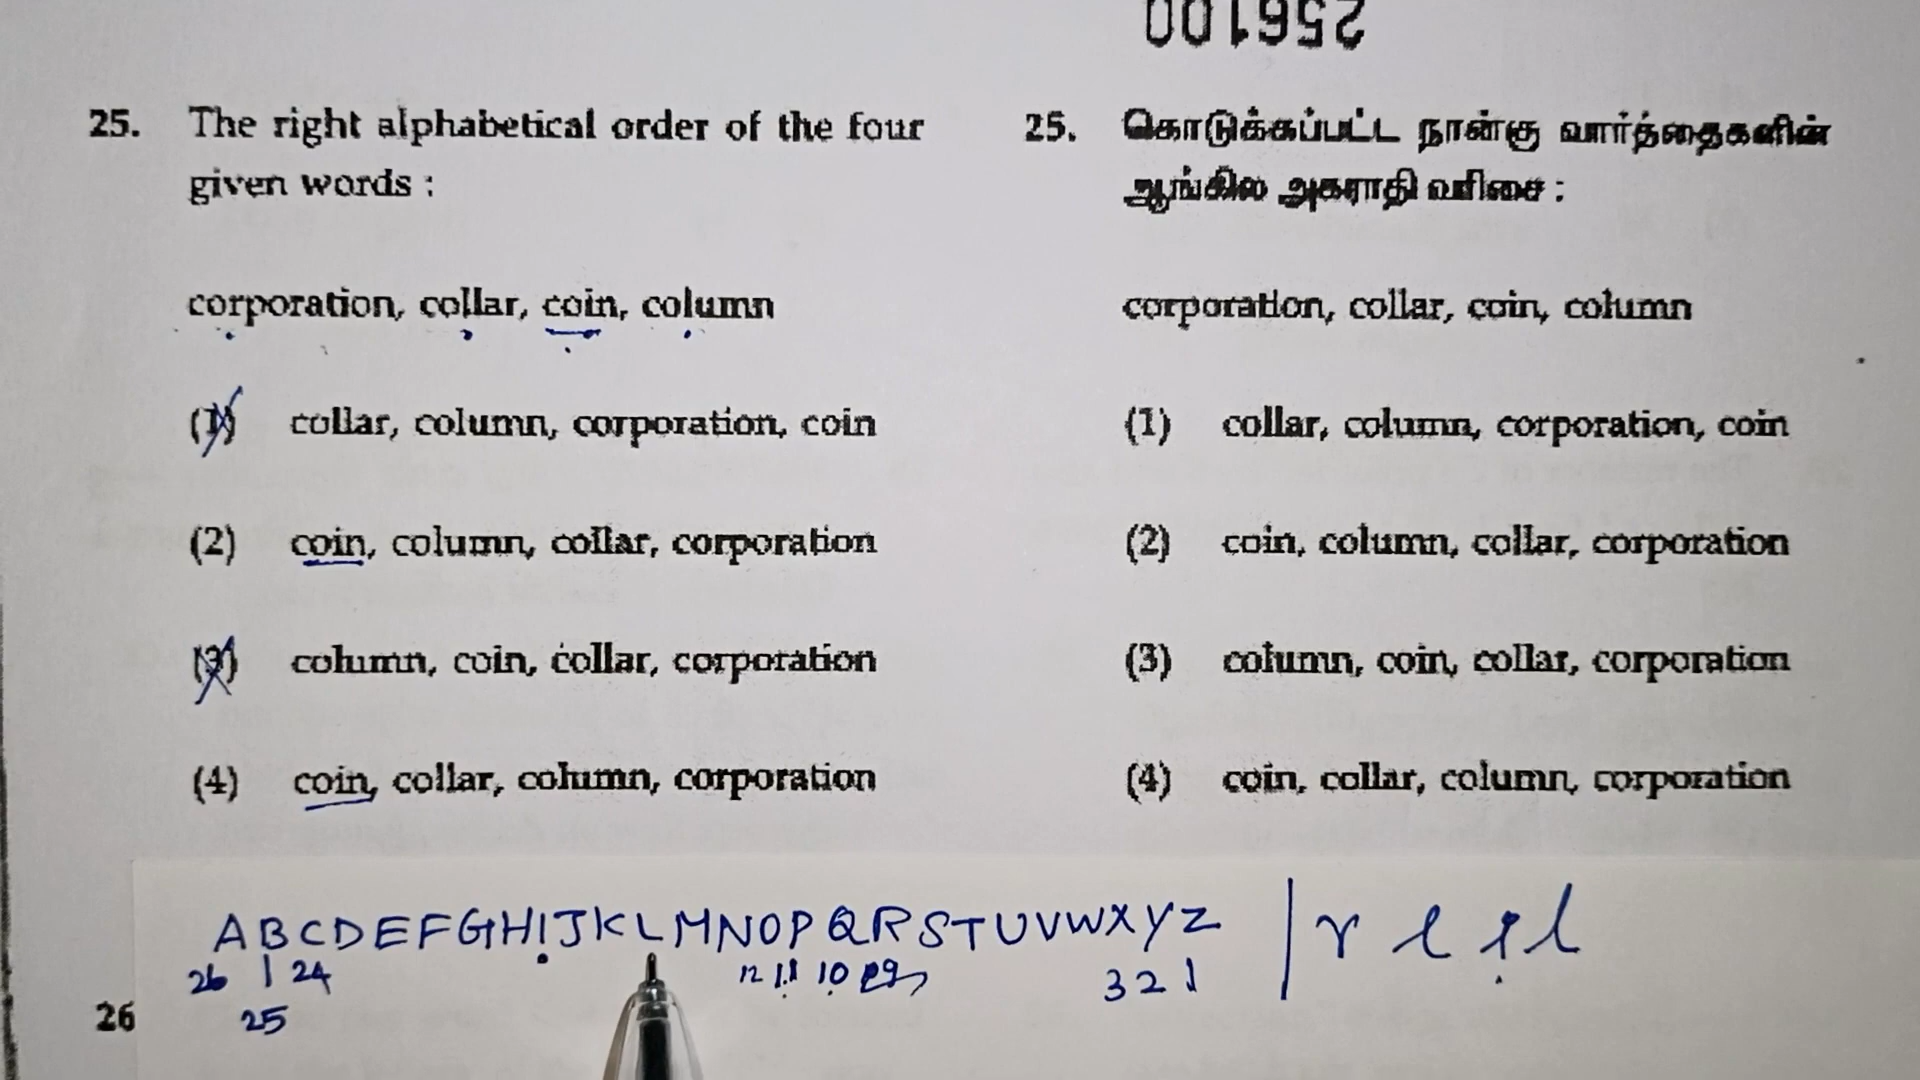 256100
25. The right alphabetical order of the four
given words :
corporation, collar, coin, column
(1) collar, column, corporation, coin
(2) coin, column, collar, corporation
(3) column, coin, collar, corporation
(4) coin, collar, column, corporation
25. கொடுக்கப்பட்ட நான்கு வார்த்தைகளின்
ஆங்கில அகராதி வரிசை :
corporation, collar, coin, column
(1) collar, column, corporation, coin
(2) coin, column, collar, corporation
(3) column, coin, collar, corporation
(4) coin, collar, column, corporation
ABCDEFGHIJKLMNOPQRSTUVWXYZ | r l i l
26 24 12 11 10 9 3 2 1
25
26